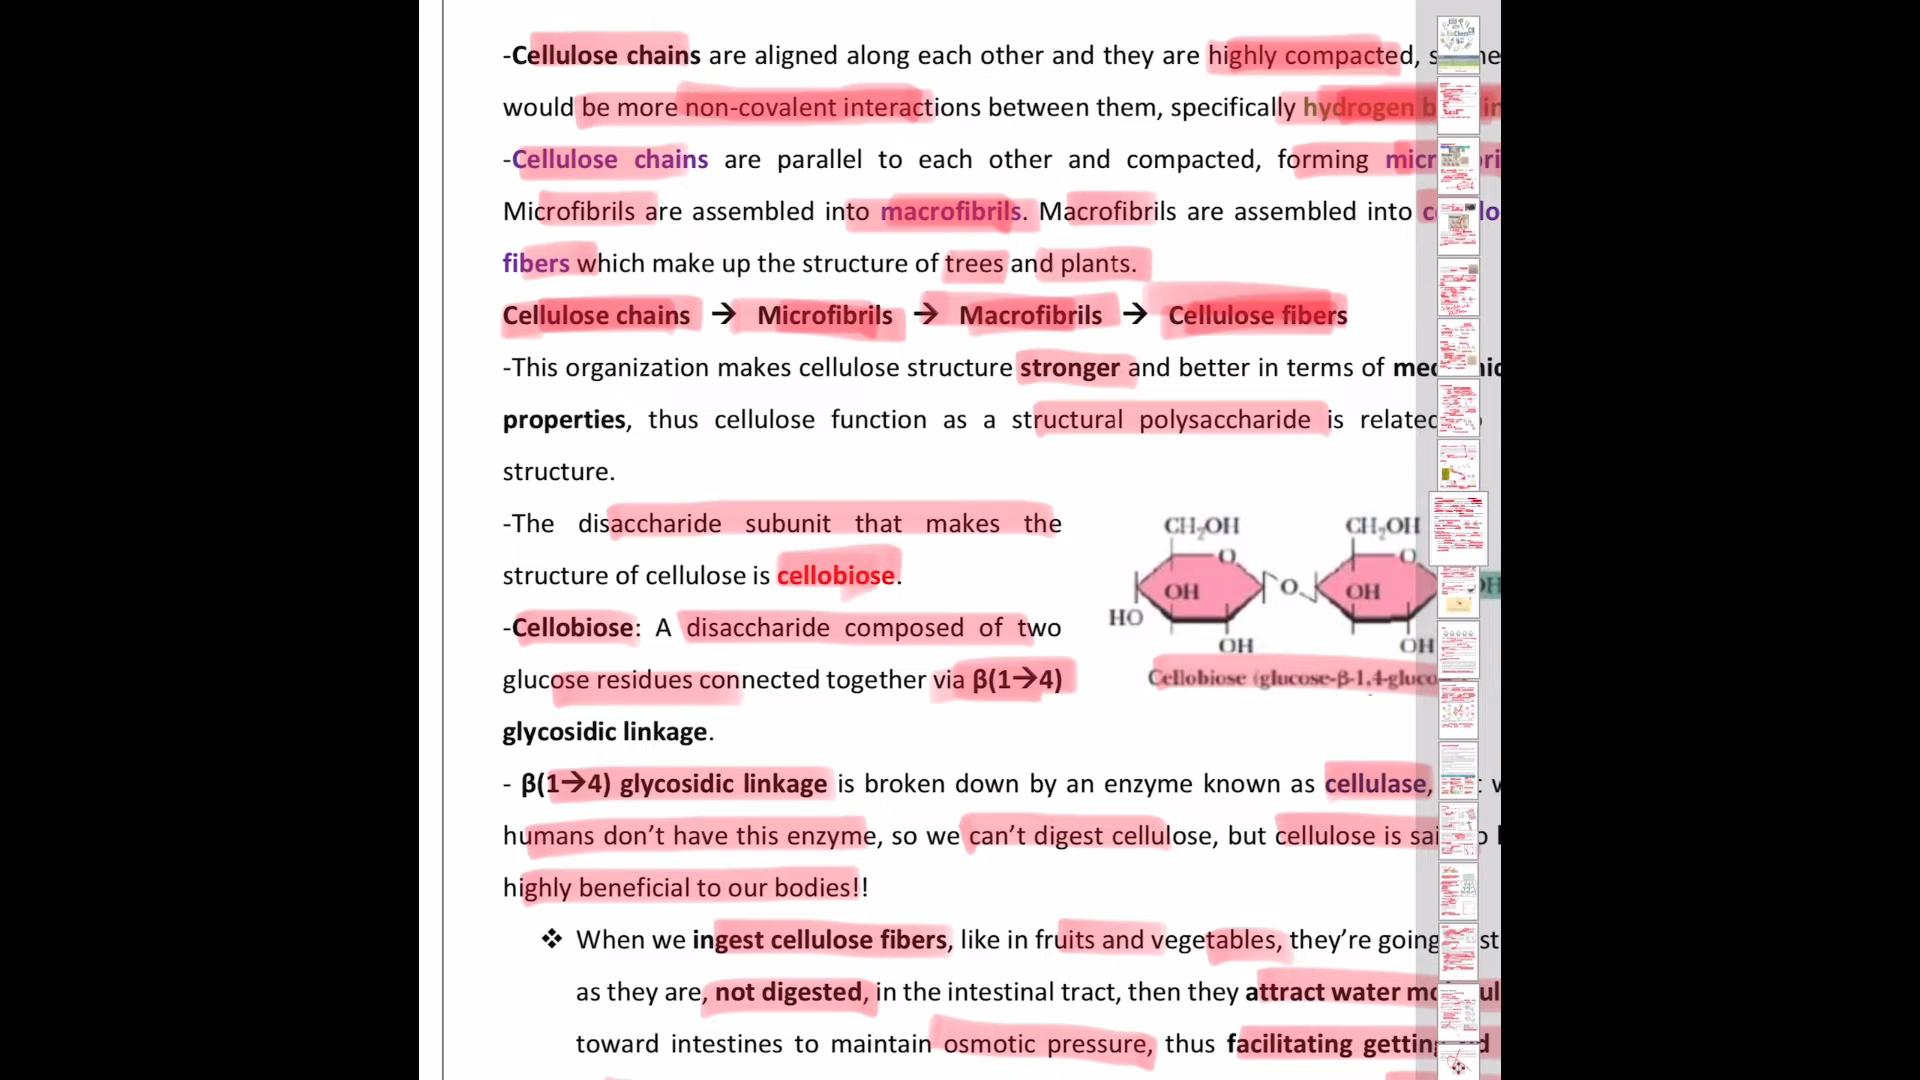 -Cellulose chains are aligned along each other and they are highly compacted,
would be more non-covalent interactions between them, specifically hydrogen
-Cellulose chains are parallel to each other and compacted, forming
Microfibrils are assembled into macrofibrils. Macrofibrils are assembled into
fibers which make up the structure of trees and plants.
Cellulose chains → Microfibrils → Macrofibrils → Cellulose fibers
-This organization makes cellulose structure stronger and better in terms of
properties, thus cellulose function as a structural polysaccharide is related
structure.
-The disaccharide subunit that makes the
structure of cellulose is cellobiose.
-Cellobiose: A disaccharide composed of two
glucose residues connected together via β(1→4)
glycosidic linkage.
CH₂OH CH₂OH
O O
OH O OH
HO
OH OH
Cellobiose (glucose-β-1,4-gluco
- β(1→4) glycosidic linkage is broken down by an enzyme known as cellulase,
humans don't have this enzyme, so we can't digest cellulose, but cellulose is
highly beneficial to our bodies!!
❖ When we ingest cellulose fibers, like in fruits and vegetables, they're going
as they are, not digested, in the intestinal tract, then they attract water
toward intestines to maintain osmotic pressure, thus facilitating getting